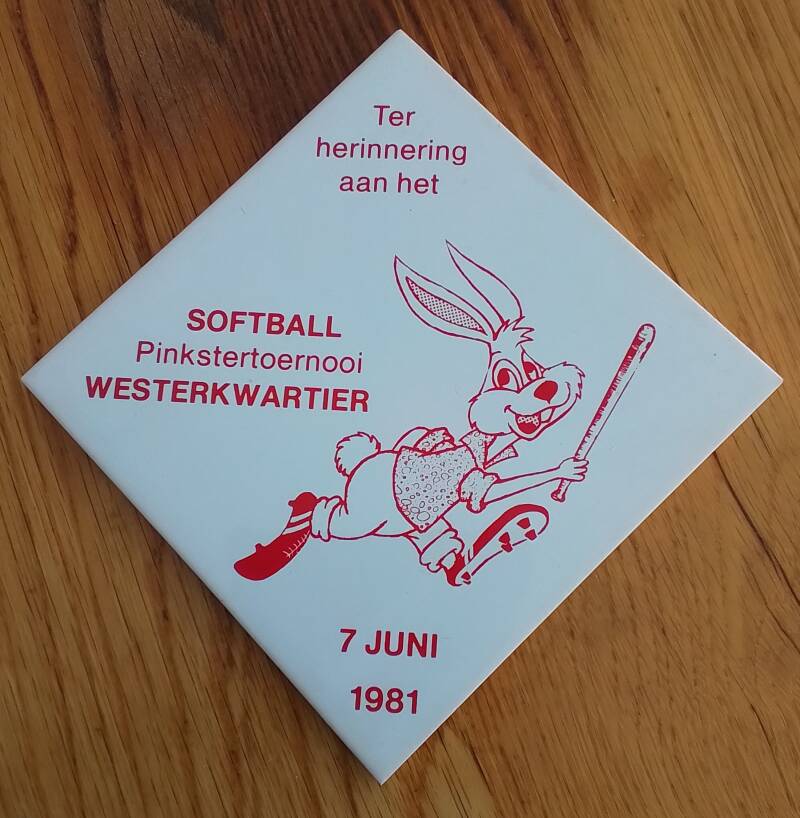 Ter
herinnering
aan het
SOFTBALL
Pinkstertoernooi
WESTERKWARTIER
7 JUNI
1981